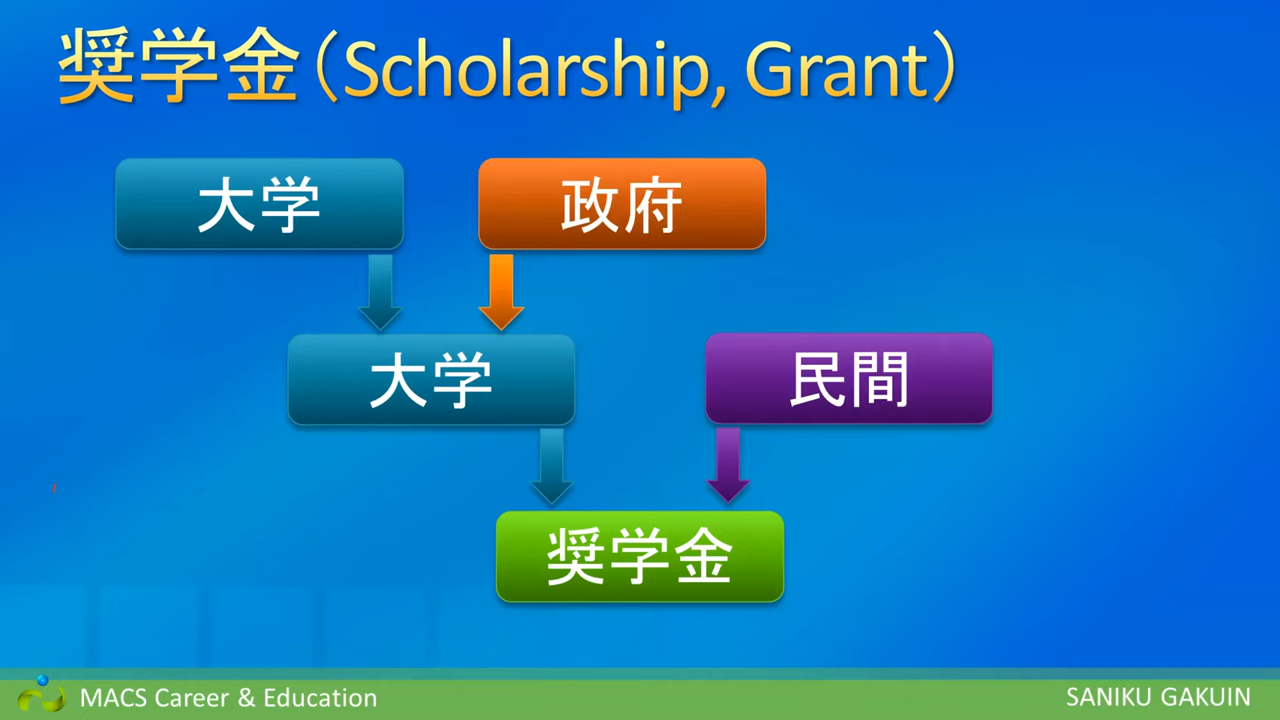 奨学金（Scholarship, Grant）
大学
政府
大学
民間
奨学金
MACS Career & Education
SANIKU GAKUIN